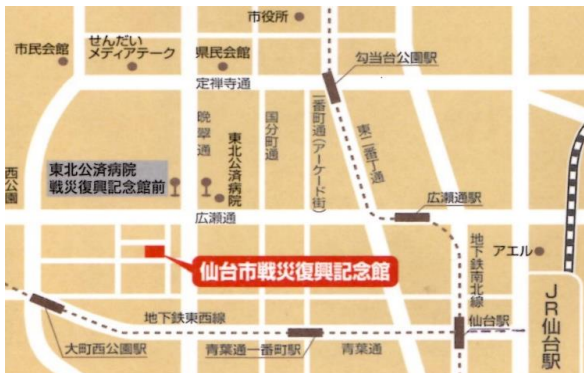 市役所
市民会館
せんだい
メディアテーク
県民会館
勾当台公園駅
定禅寺通
晩翠通
国分町通
一番町通(アーケード街)
東二番丁通
西公園
東北公済病院
戦災復興記念館前
東北公済病院
広瀬通
広瀬通駅
地下鉄南北線
アエル
仙台市戦災復興記念館
JR仙台駅
地下鉄東西線
仙台駅
大町西公園駅
青葉通一番町駅
青葉通